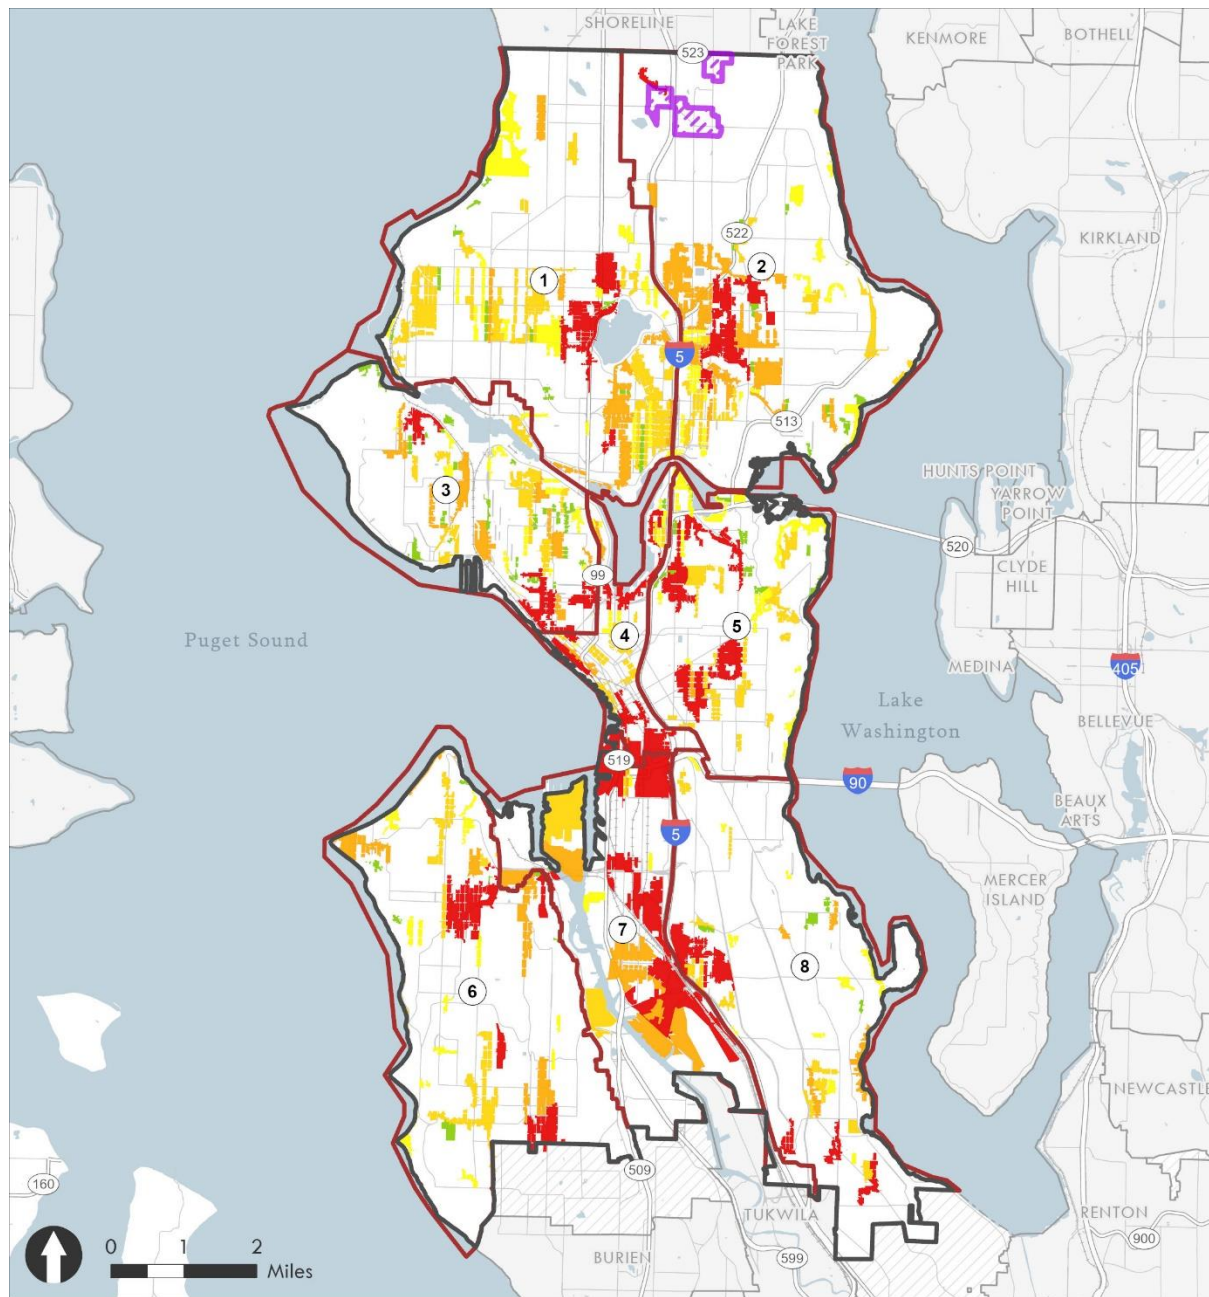 SHORELINE
LAKE
FOREST
PARK
KENMORE
BOTHELL
523
522
KIRKLAND
2
1
5
513
HUNTS POINT
YARROW
POINT
3
520
CLYDE
HILL
99
Puget Sound
4
5
MEDINA
405
Lake
Washington
BELLEVUE
519
90
BEAUX
ARTS
5
MERCER
ISLAND
7
8
6
NEWCASTLE
160
509
TUKWILA
RENTON
900
BURIEN
599
0 1 2
Miles